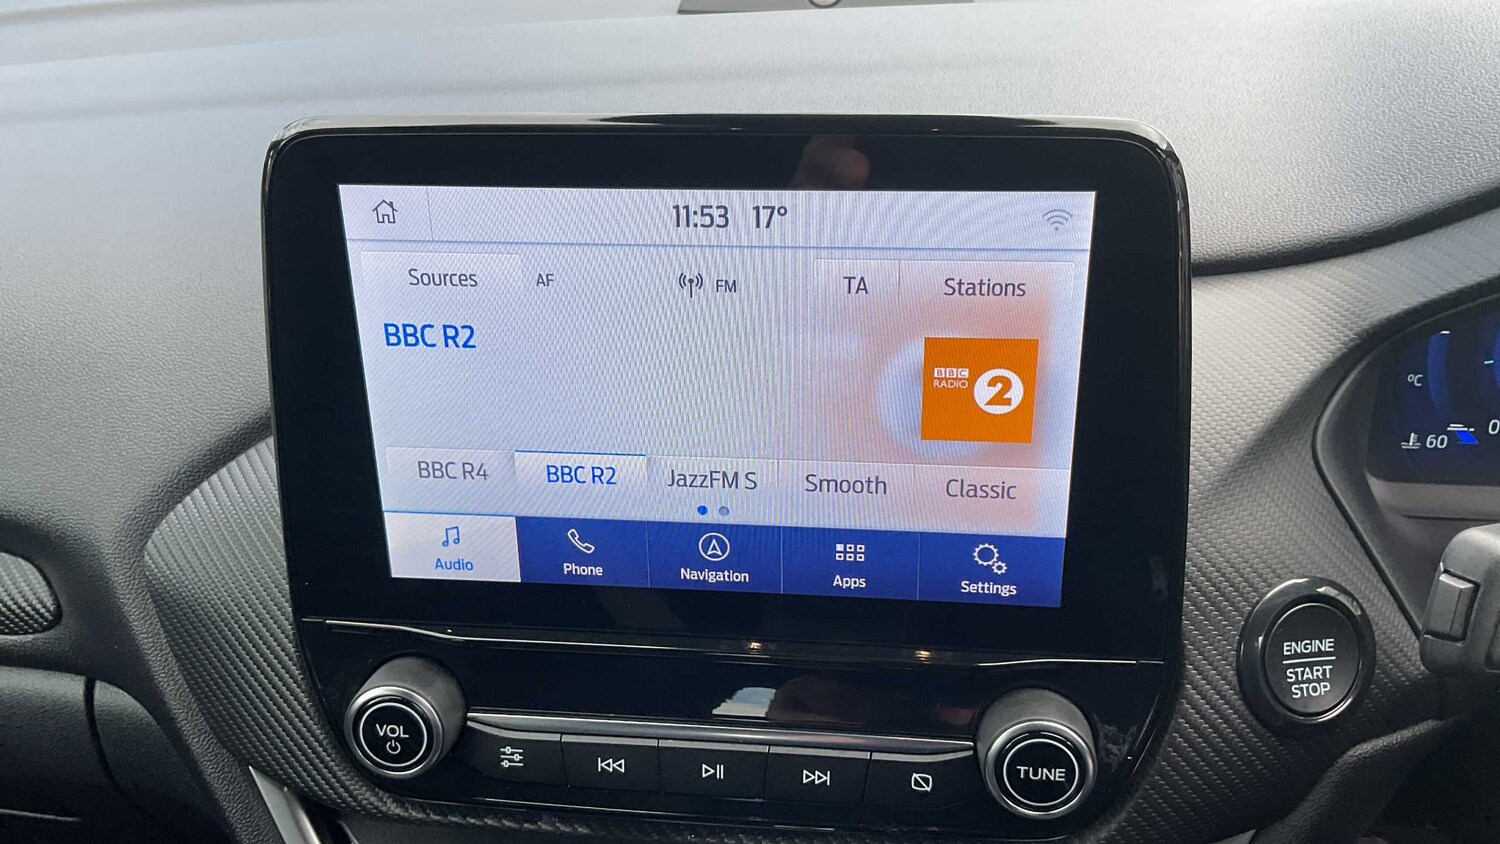 11:53 17°
Sources AF FM TA Stations
BBC R2
BBC
RADIO 2
BBC R4 BBC R2 JazzFM S Smooth Classic
Audio Phone Navigation Apps Settings
°C
60 0
VOL
TUNE
ENGINE
START
STOP